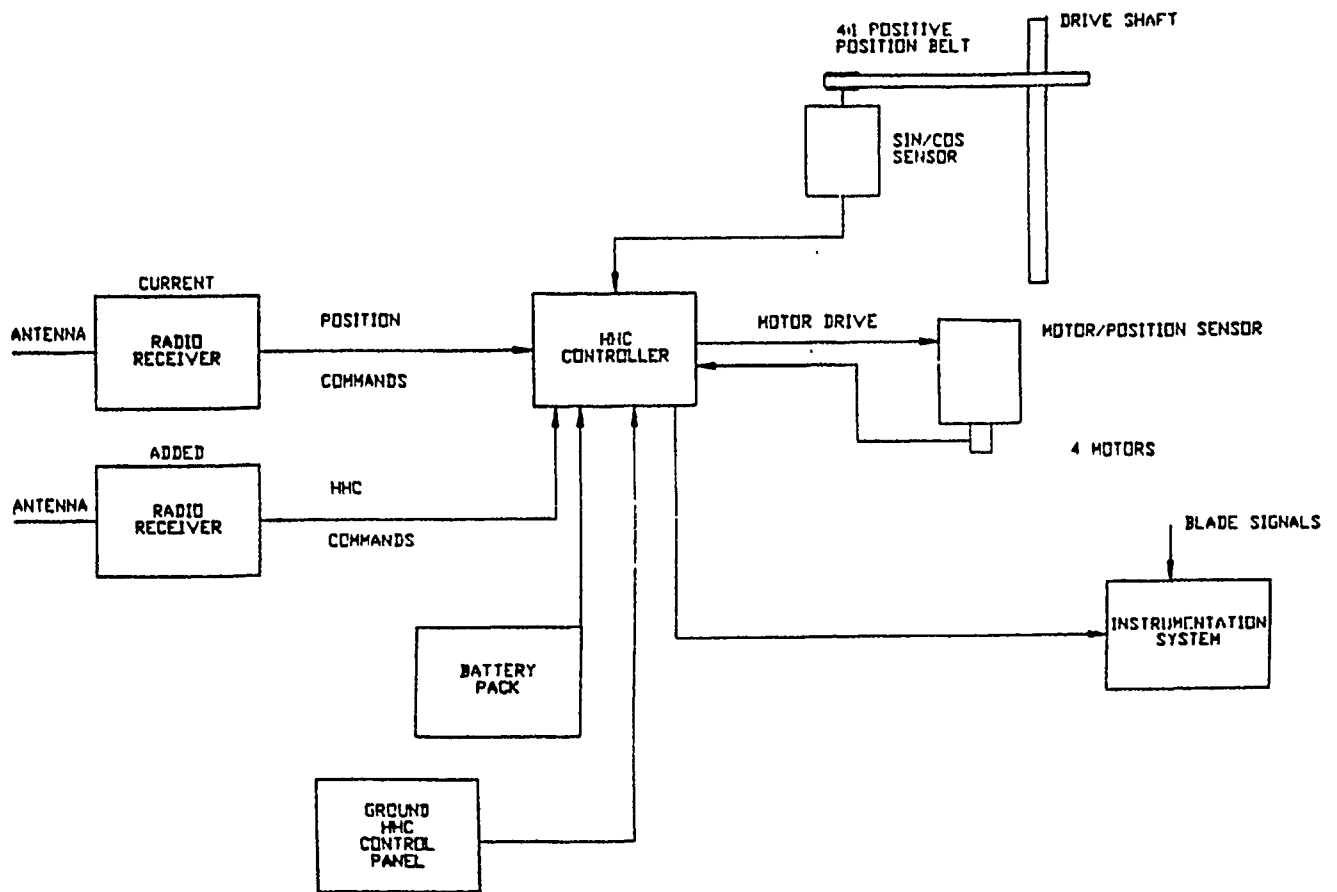 DRIVE SHAFT
4:1 POSITIVE
POSITION BELT
SIN/COS
SENSOR
CURRENT
ANTENNA
RADIO
RECEIVER
POSITION
COMMANDS
HHC
CONTROLLER
MOTOR DRIVE
MOTOR/POSITION SENSOR
4 MOTORS
ADDED
ANTENNA
RADIO
RECEIVER
HHC
COMMANDS
BLADE SIGNALS
INSTRUMENTATION
SYSTEM
BATTERY
PACK
GROUND
HHC
CONTROL
PANEL